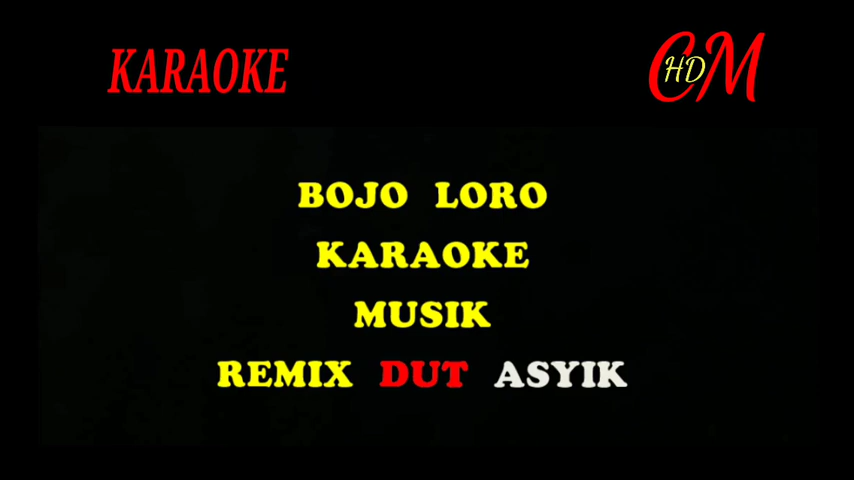 KARAOKE
CHDM
BOJO LORO
KARAOKE
MUSIK
REMIX DUT ASYIK